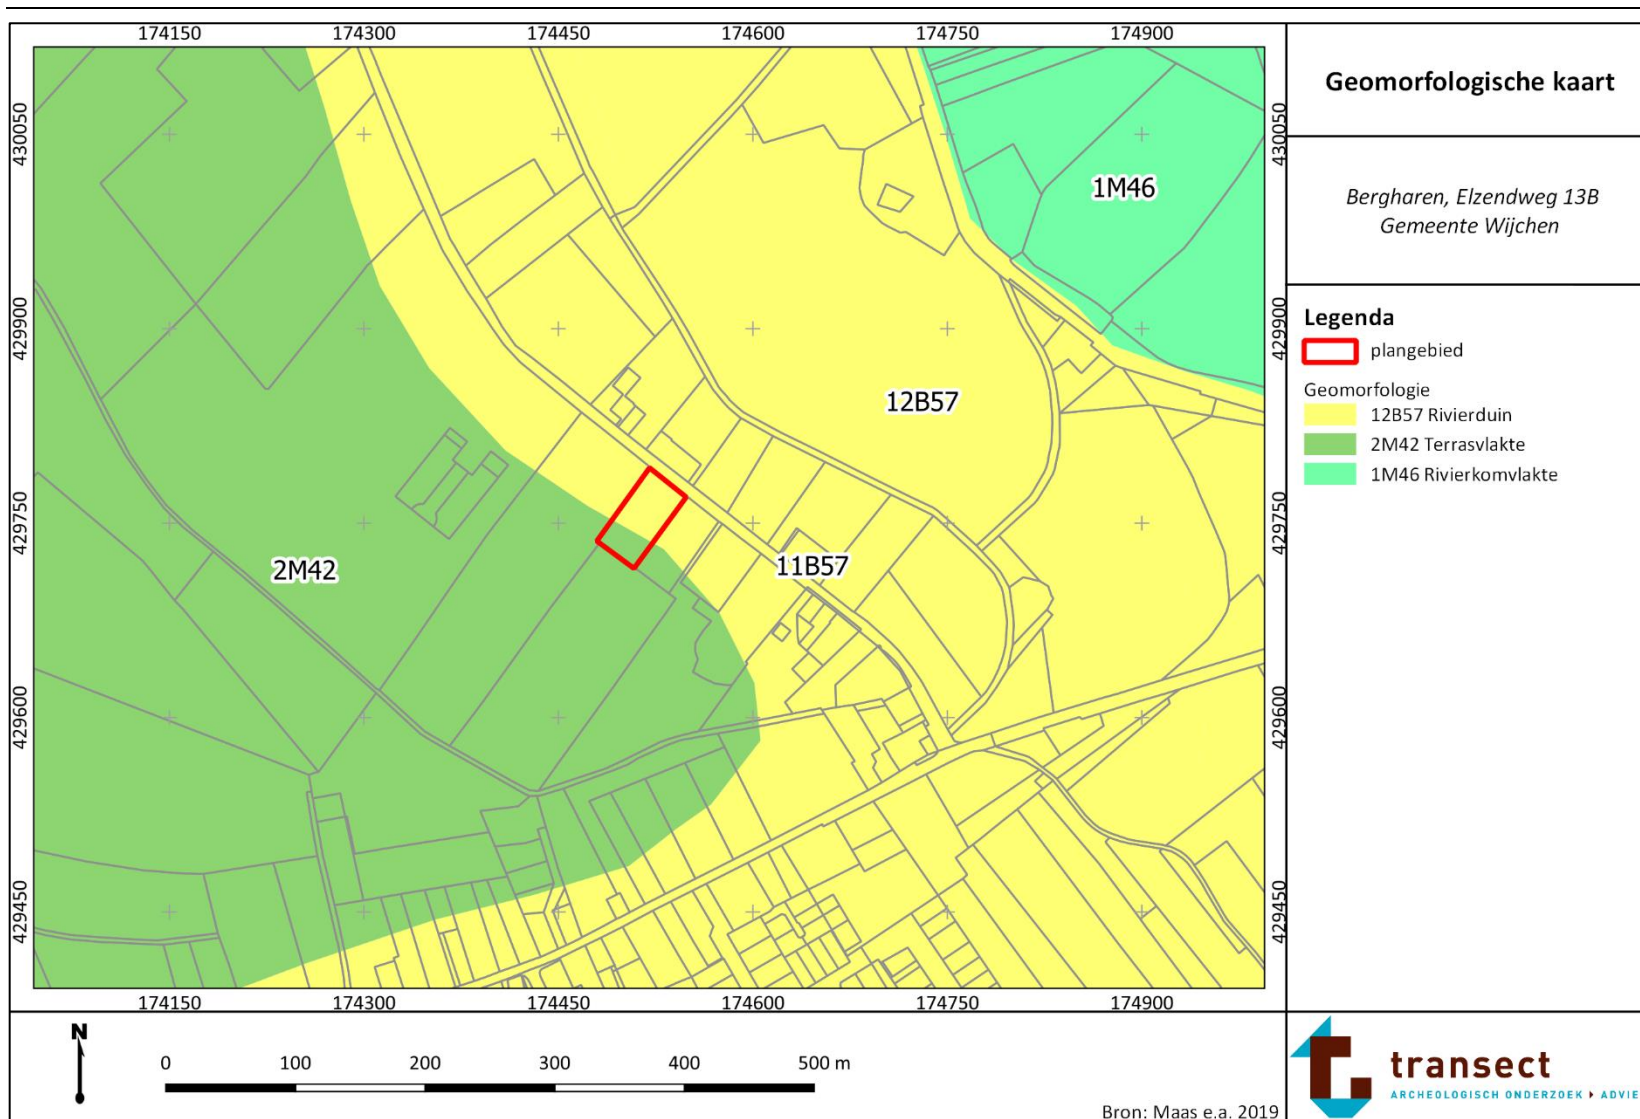 174150 174300 174450 174600 174750 174900
430050 430050
429900 429900
429750 429750
429600 429600
429450 429450
1M46
12B57
11B57
2M42
174150 174300 174450 174600 174750 174900
N
0 100 200 300 400 500 m
Bron: Maas e.a. 2019
Geomorfologische kaart
Bergharen, Elzendweg 13B
Gemeente Wijchen
Legenda
plangebied
Geomorfologie
12B57 Rivierduin
2M42 Terrasvlakte
1M46 Rivierkomvlakte
transect
ARCHEOLOGISCH ONDERZOEK ADVIE